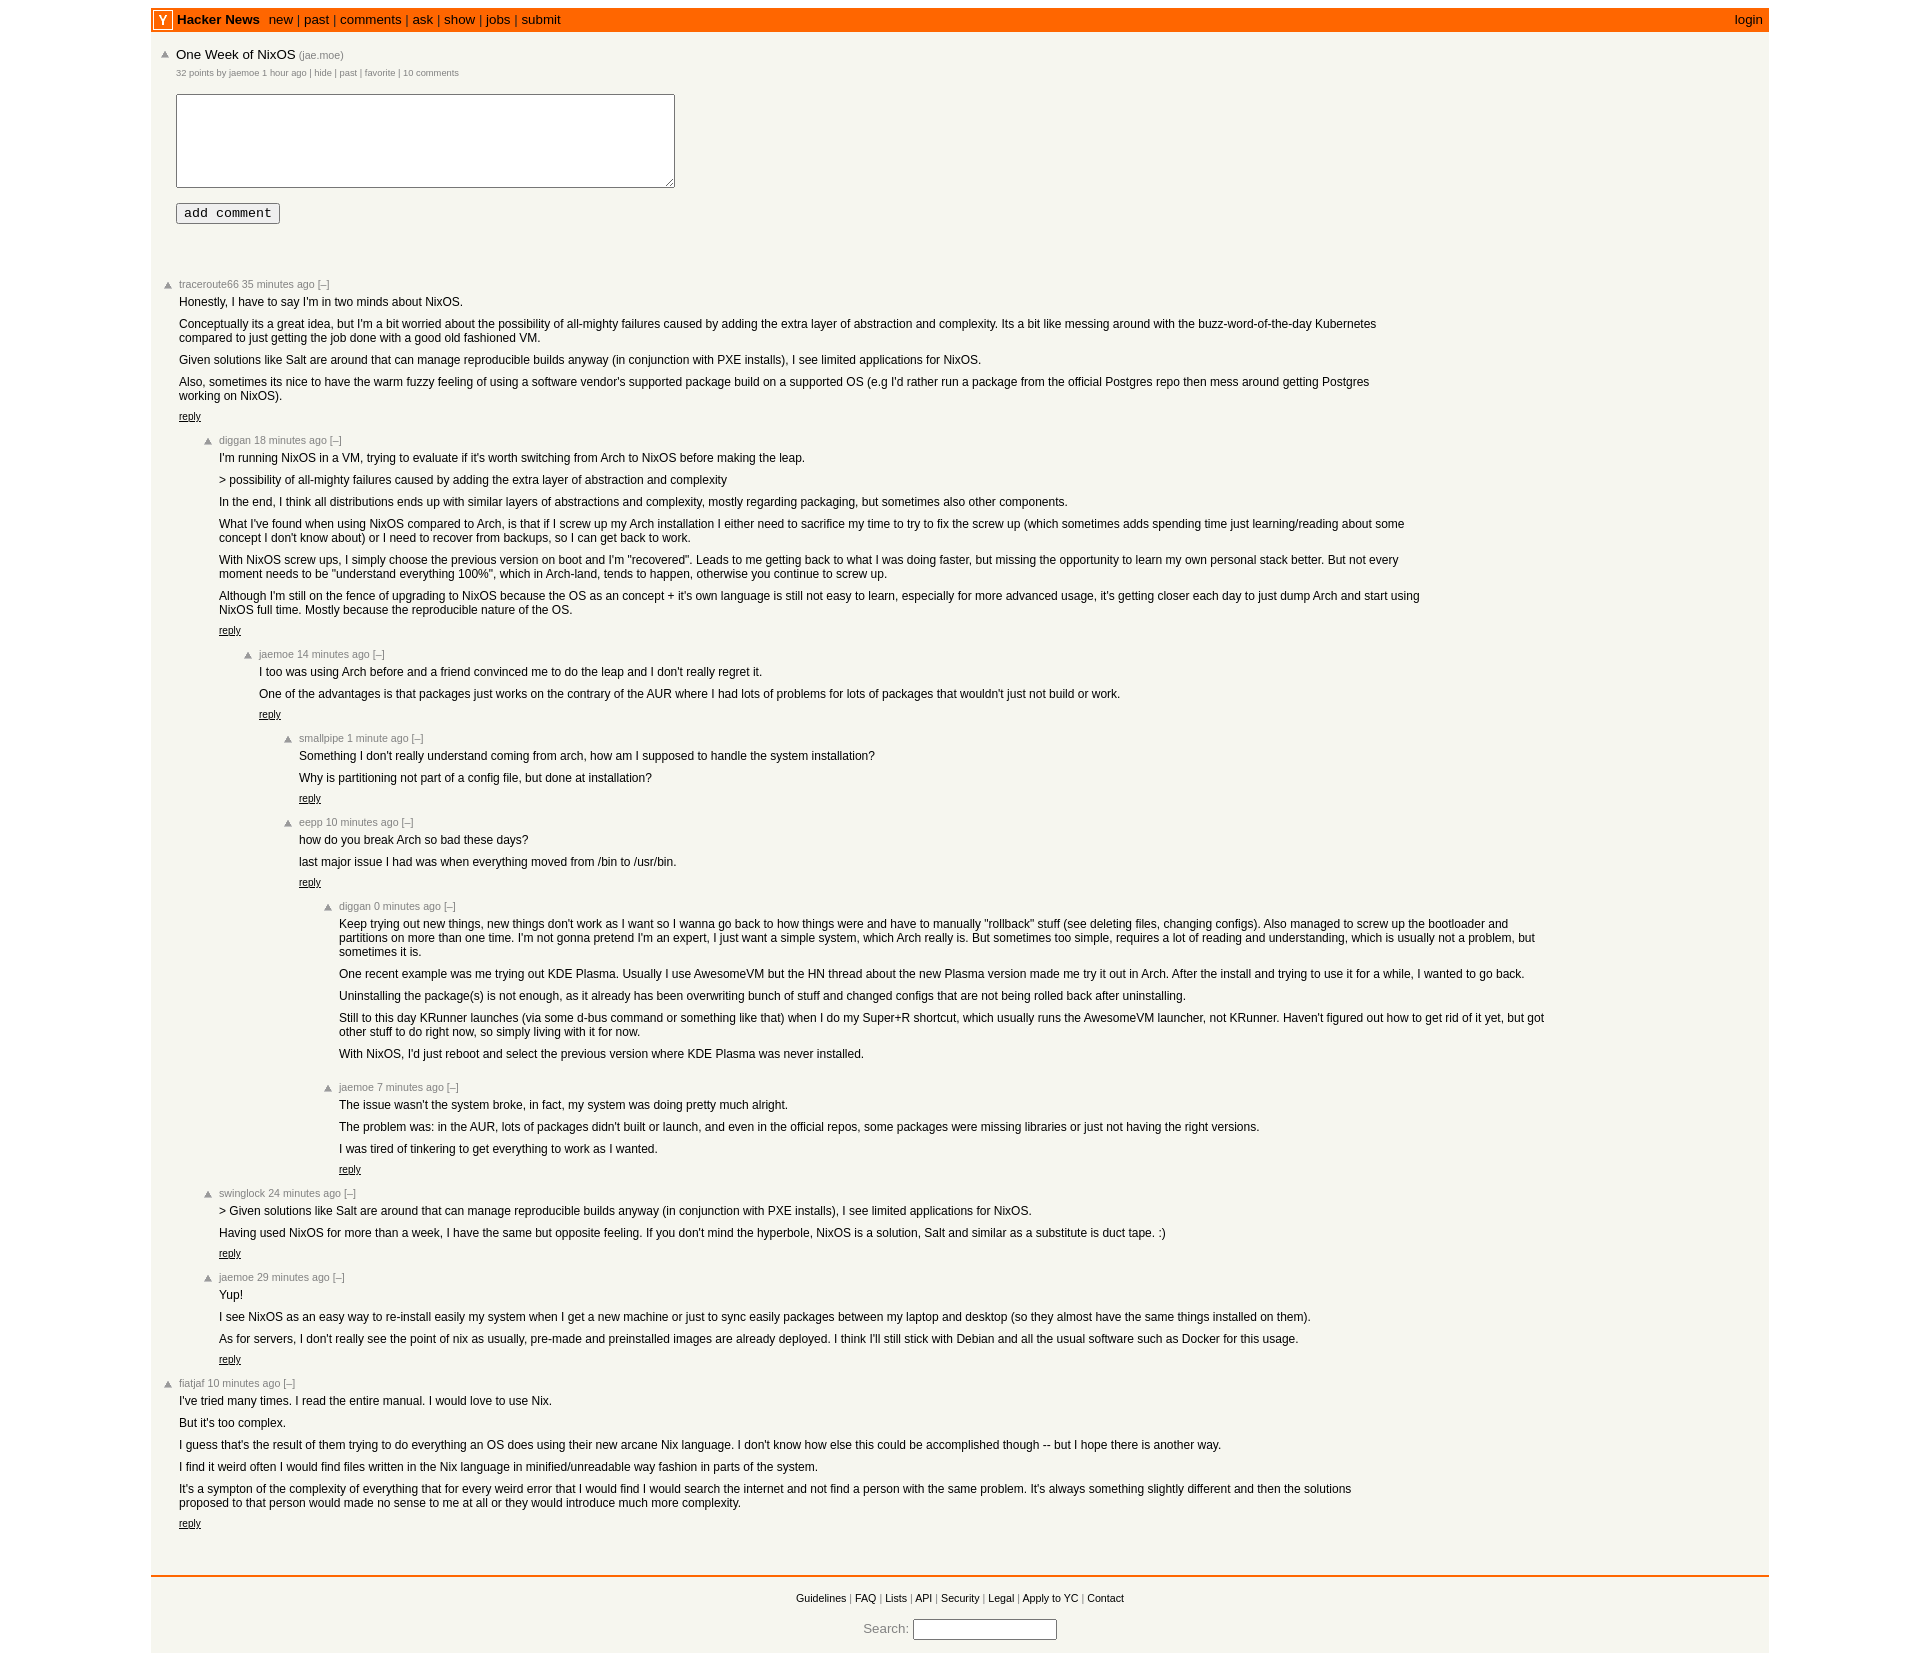 Y Hacker News new | past | comments | ask | show | jobs | submit login
One Week of NixOS (jae.moe)
32 points by jaemoe 1 hour ago | hide | past | favorite | 10 comments
add comment
traceroute66 35 minutes ago [–]
Honestly, I have to say I'm in two minds about NixOS.
Conceptually its a great idea, but I'm a bit worried about the possibility of all-mighty failures caused by adding the extra layer of abstraction and complexity. Its a bit like messing around with the buzz-word-of-the-day Kubernetes
compared to just getting the job done with a good old fashioned VM.
Given solutions like Salt are around that can manage reproducible builds anyway (in conjunction with PXE installs), I see limited applications for NixOS.
Also, sometimes its nice to have the warm fuzzy feeling of using a software vendor's supported package build on a supported OS (e.g I'd rather run a package from the official Postgres repo then mess around getting Postgres
working on NixOS).
reply
diggan 18 minutes ago [–]
I'm running NixOS in a VM, trying to evaluate if it's worth switching from Arch to NixOS before making the leap.
> possibility of all-mighty failures caused by adding the extra layer of abstraction and complexity
In the end, I think all distributions ends up with similar layers of abstractions and complexity, mostly regarding packaging, but sometimes also other components.
What I've found when using NixOS compared to Arch, is that if I screw up my Arch installation I either need to sacrifice my time to try to fix the screw up (which sometimes adds spending time just learning/reading about some
concept I don't know about) or I need to recover from backups, so I can get back to work.
With NixOS screw ups, I simply choose the previous version on boot and I'm "recovered". Leads to me getting back to what I was doing faster, but missing the opportunity to learn my own personal stack better. But not every
moment needs to be "understand everything 100%", which in Arch-land, tends to happen, otherwise you continue to screw up.
Although I'm still on the fence of upgrading to NixOS because the OS as an concept + it's own language is still not easy to learn, especially for more advanced usage, it's getting closer each day to just dump Arch and start using
NixOS full time. Mostly because the reproducible nature of the OS.
reply
jaemoe 14 minutes ago [–]
I too was using Arch before and a friend convinced me to do the leap and I don't really regret it.
One of the advantages is that packages just works on the contrary of the AUR where I had lots of problems for lots of packages that wouldn't just not build or work.
reply
smallpipe 1 minute ago [–]
Something I don't really understand coming from arch, how am I supposed to handle the system installation?
Why is partitioning not part of a config file, but done at installation?
reply
eepp 10 minutes ago [–]
how do you break Arch so bad these days?
last major issue I had was when everything moved from /bin to /usr/bin.
reply
diggan 0 minutes ago [–]
Keep trying out new things, new things don't work as I want so I wanna go back to how things were and have to manually "rollback" stuff (see deleting files, changing configs). Also managed to screw up the bootloader and
partitions on more than one time. I'm not gonna pretend I'm an expert, I just want a simple system, which Arch really is. But sometimes too simple, requires a lot of reading and understanding, which is usually not a problem, but
sometimes it is.
One recent example was me trying out KDE Plasma. Usually I use AwesomeVM but the HN thread about the new Plasma version made me try it out in Arch. After the install and trying to use it for a while, I wanted to go back.
Uninstalling the package(s) is not enough, as it already has been overwriting bunch of stuff and changed configs that are not being rolled back after uninstalling.
Still to this day KRunner launches (via some d-bus command or something like that) when I do my Super+R shortcut, which usually runs the AwesomeVM launcher, not KRunner. Haven't figured out how to get rid of it yet, but got
other stuff to do right now, so simply living with it for now.
With NixOS, I'd just reboot and select the previous version where KDE Plasma was never installed.
jaemoe 7 minutes ago [–]
The issue wasn't the system broke, in fact, my system was doing pretty much alright.
The problem was: in the AUR, lots of packages didn't built or launch, and even in the official repos, some packages were missing libraries or just not having the right versions.
I was tired of tinkering to get everything to work as I wanted.
reply
swinglock 24 minutes ago [–]
> Given solutions like Salt are around that can manage reproducible builds anyway (in conjunction with PXE installs), I see limited applications for NixOS.
Having used NixOS for more than a week, I have the same but opposite feeling. If you don't mind the hyperbole, NixOS is a solution, Salt and similar as a substitute is duct tape. :)
reply
jaemoe 29 minutes ago [–]
Yup!
I see NixOS as an easy way to re-install easily my system when I get a new machine or just to sync easily packages between my laptop and desktop (so they almost have the same things installed on them).
As for servers, I don't really see the point of nix as usually, pre-made and preinstalled images are already deployed. I think I'll still stick with Debian and all the usual software such as Docker for this usage.
reply
fiatjaf 10 minutes ago [–]
I've tried many times. I read the entire manual. I would love to use Nix.
But it's too complex.
I guess that's the result of them trying to do everything an OS does using their new arcane Nix language. I don't know how else this could be accomplished though -- but I hope there is another way.
I find it weird often I would find files written in the Nix language in minified/unreadable way fashion in parts of the system.
It's a sympton of the complexity of everything that for every weird error that I would find I would search the internet and not find a person with the same problem. It's always something slightly different and then the solutions
proposed to that person would made no sense to me at all or they would introduce much more complexity.
reply
Guidelines | FAQ | Lists | API | Security | Legal | Apply to YC | Contact
Search: